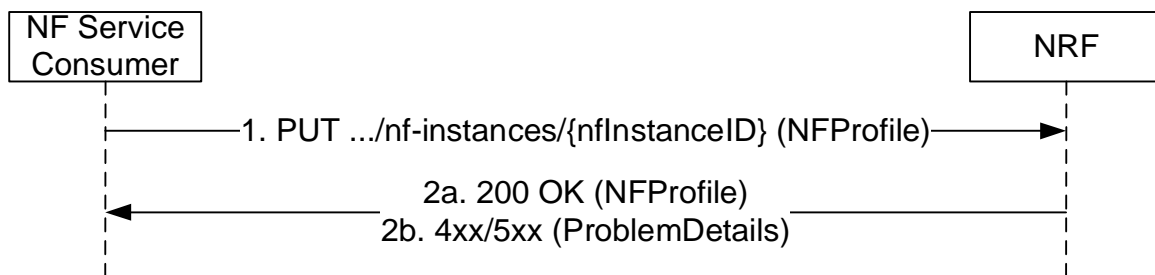 NF Service
Consumer
NRF
1. PUT .../nf-instances/{nfInstanceID} (NFProfile)
2a. 200 OK (NFProfile)
2b. 4xx/5xx (ProblemDetails)